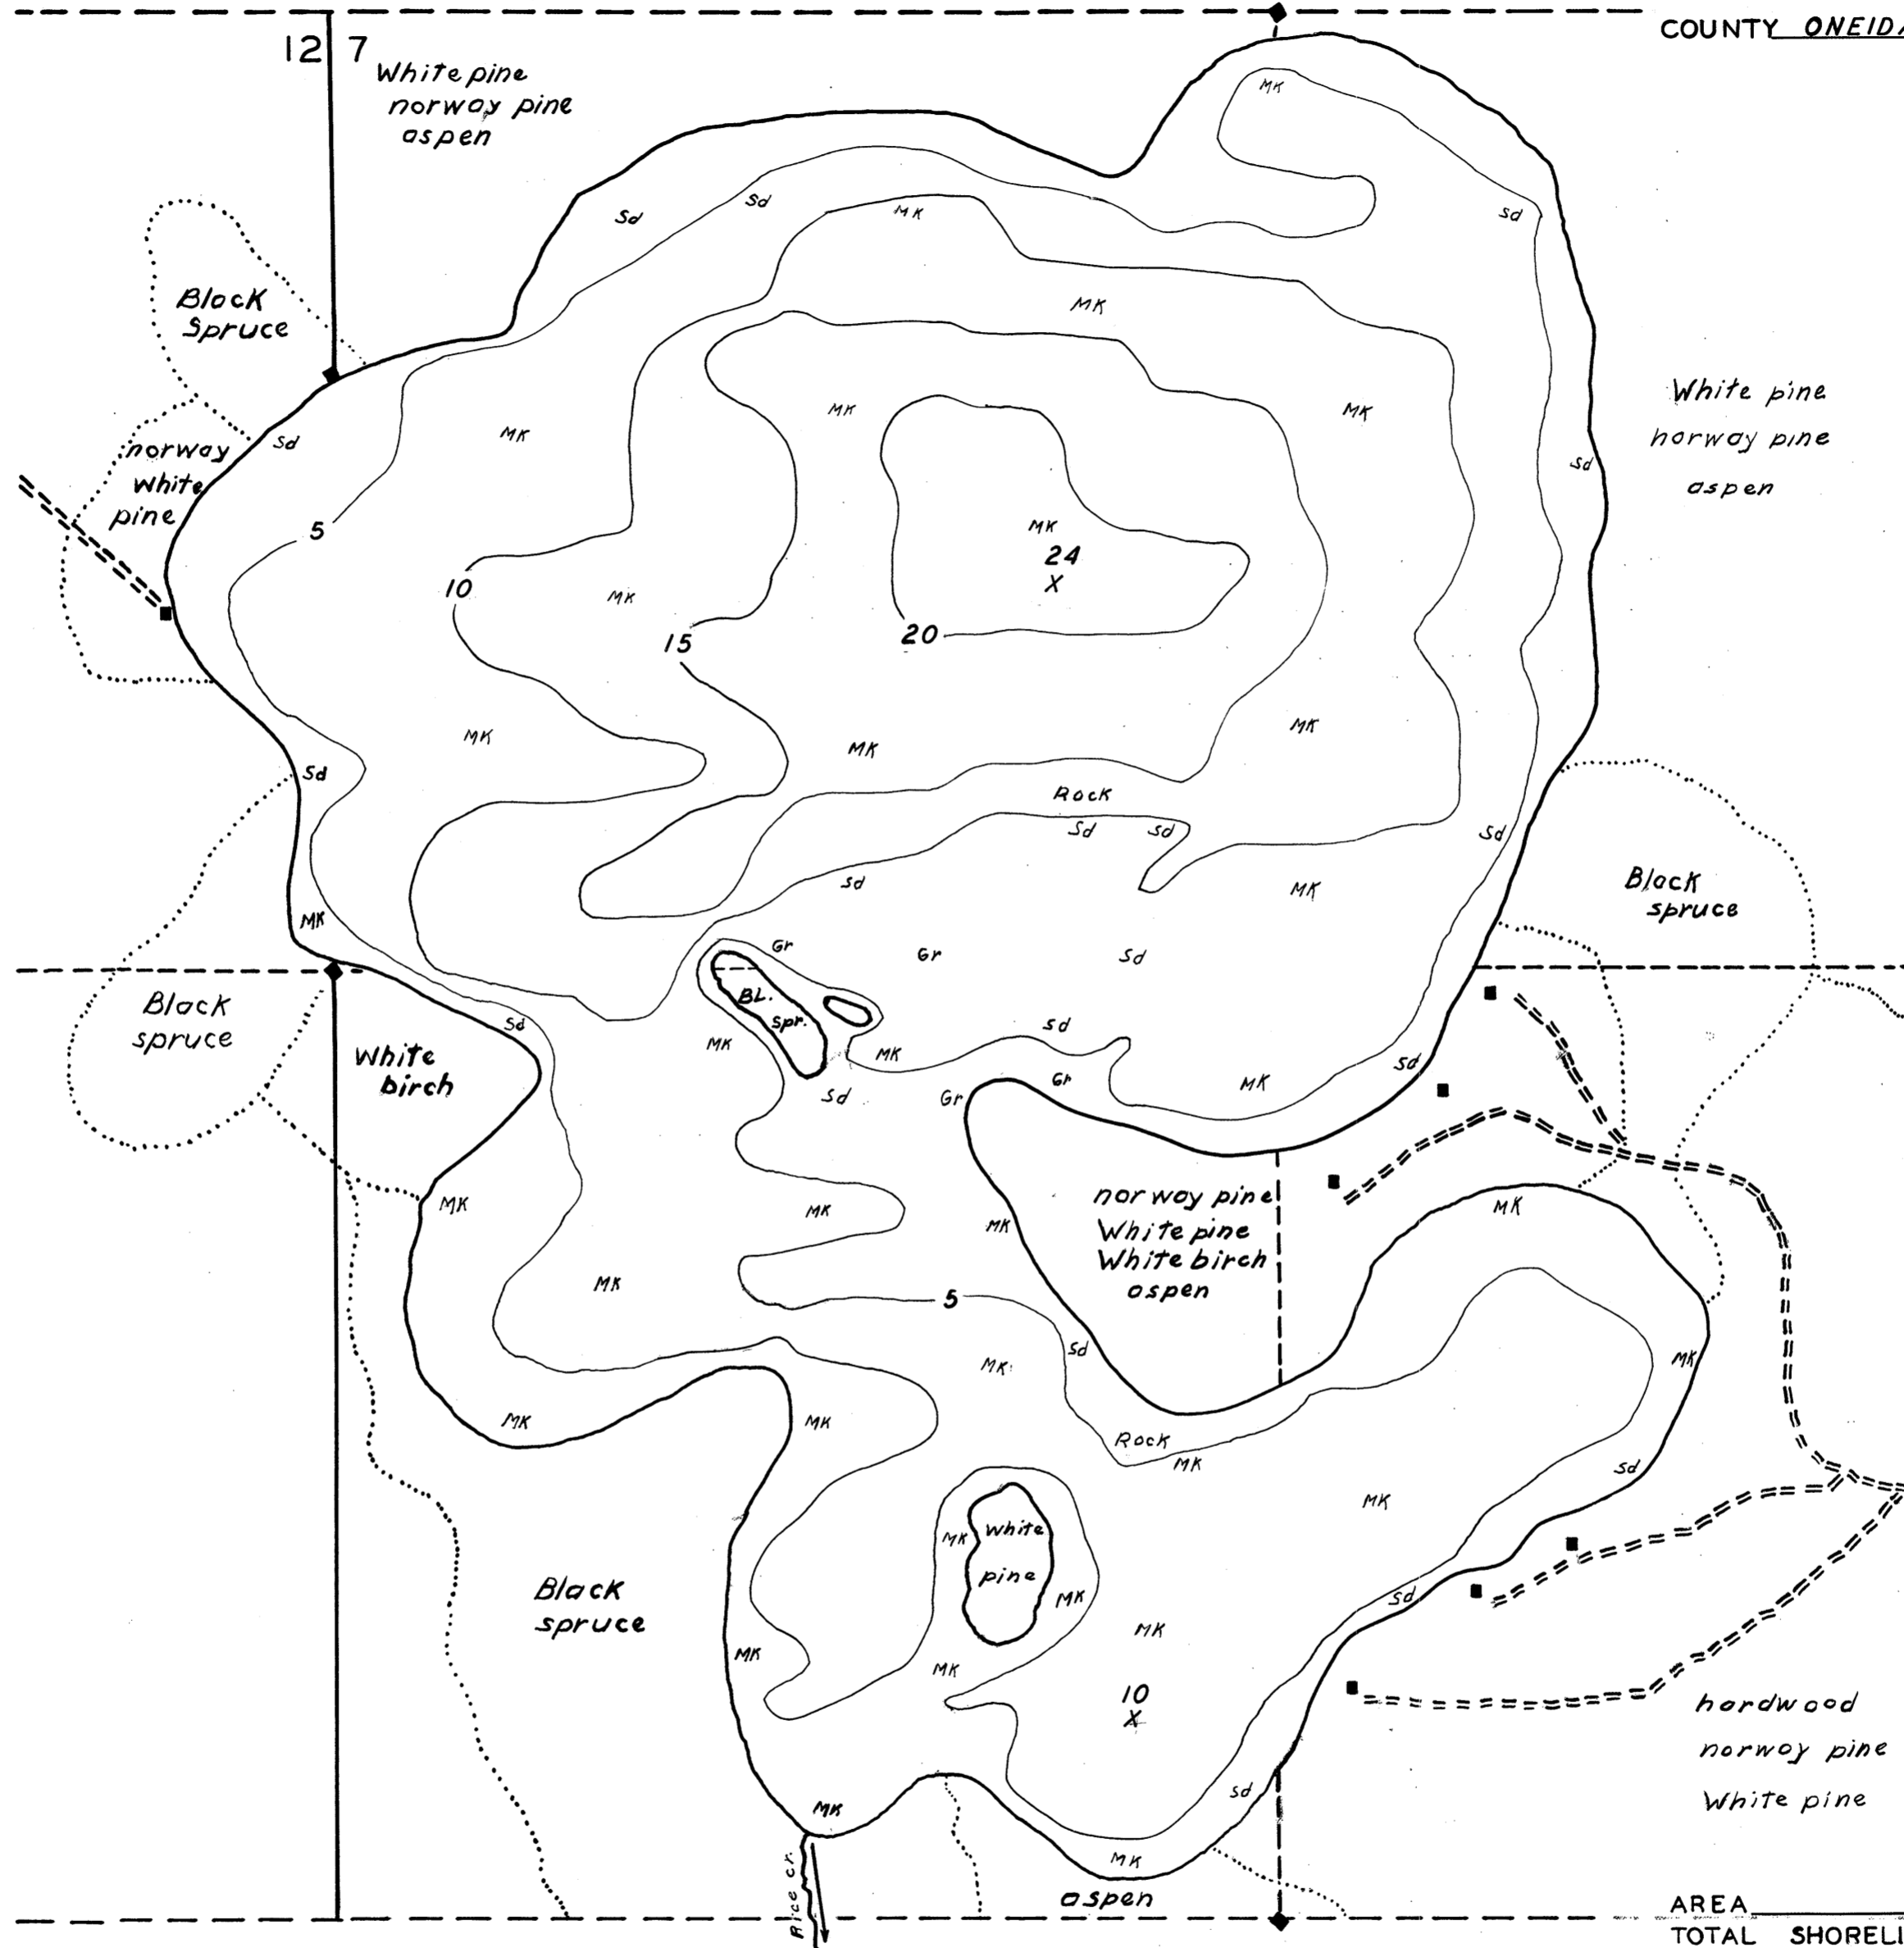 COUNTY ONEIDA
12 7
White pine
norway pine
aspen
MK
Sd
Sd
MK
Sd
Black
Spruce
MK
White pine
norway pine
aspen
MK
MK
MK
Sd
norway
White
pine
Sd
5
MK
24
X
10
MK
15
20
MK
MK
MK
Sd
Rock
Sd
Sd
Sd
Sd
MK
Black
spruce
MK
Gr
Gr
Sd
BL.
Spr.
Black
spruce
Sd
Sd
MK
MK
White
birch
Sd
Gr
MK
Sd
Gr
MK
norway pine
White pine
White birch
aspen
MK
MK
MK
MK
5
Sd
MK
MK
MK
MK
Rock
MK
Sd
MK
MK
White
pine
MK
Black
spruce
Sd
MK
MK
MK
10
X
hardwood
norway pine
White pine
Sd
MK
MK
Rice cr.
aspen
AREA
TOTAL SHORELI